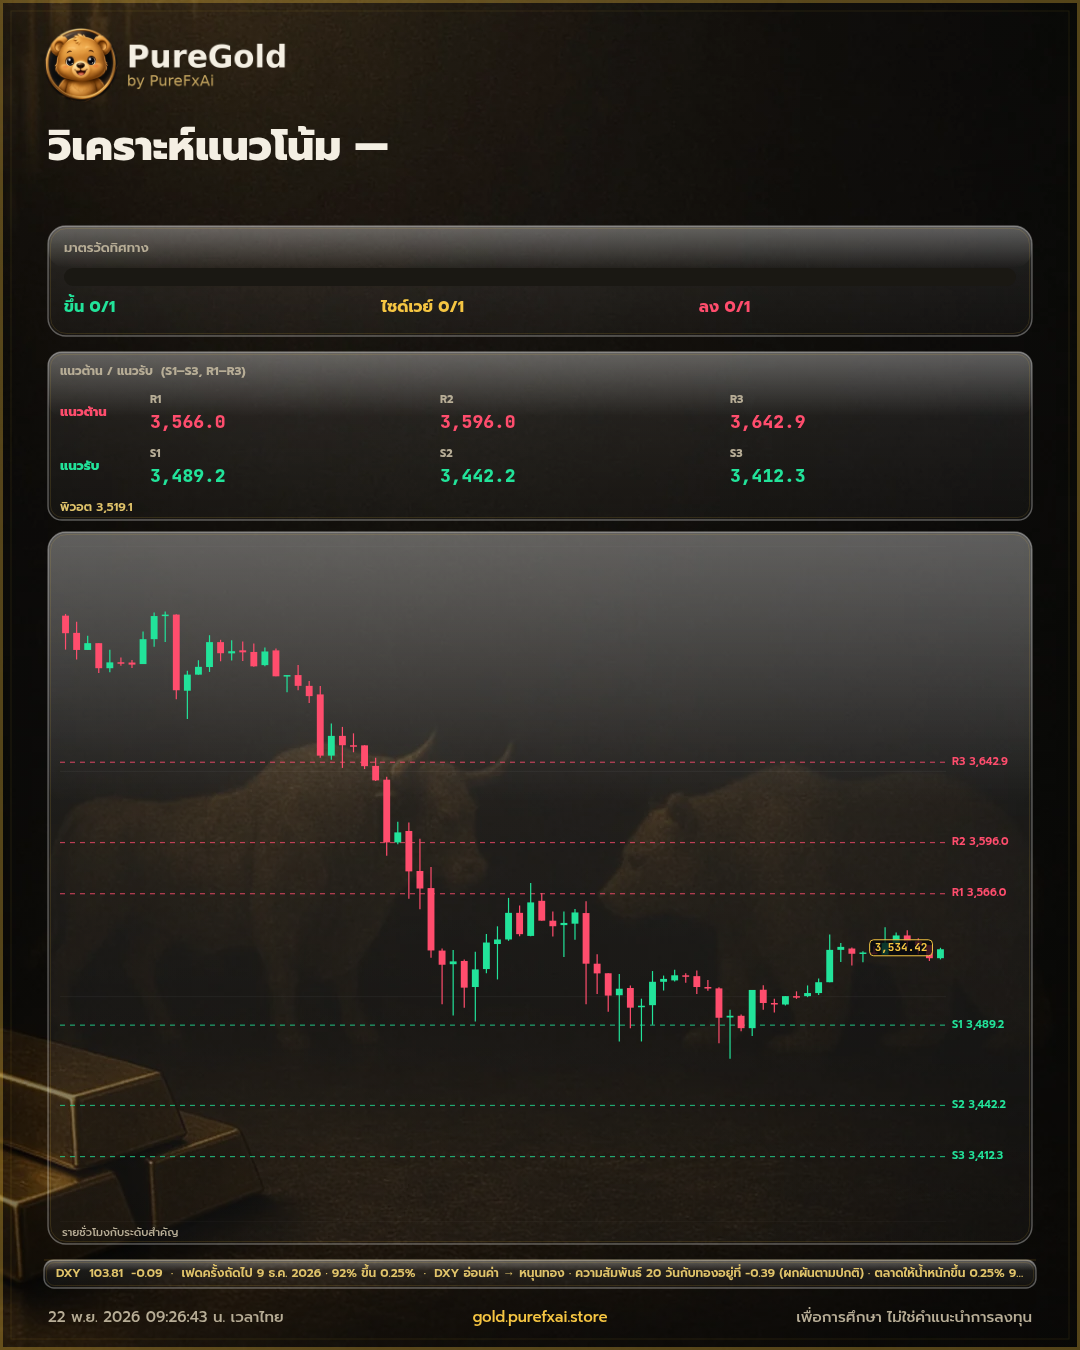 PureGold
by PureFxAi
วิเคราะห์แนวโน้ม —
มาตรวัดทิศทาง
ขึ้น 0/1 ไซด์เวย์ 0/1 ลง 0/1
แนวต้าน / แนวรับ (S1–S3, R1–R3)
R1 R2 R3
แนวต้าน 3,566.0 3,596.0 3,642.9
S1 S2 S3
แนวรับ 3,489.2 3,442.2 3,412.3
พิวอต 3,519.1
R3 3,642.9
R2 3,596.0
R1 3,566.0
3,534.42
S1 3,489.2
S2 3,442.2
S3 3,412.3
รายชั่วโมงกับระดับสำคัญ
DXY 103.81 -0.09 · เฟดครั้งถัดไป 9 ธ.ค. 2026 · 92% ขึ้น 0.25% · DXY อ่อนค่า → หนุนทอง · ความสัมพันธ์ 20 วันกับทองอยู่ที่ -0.39 (ผกผันตามปกติ) · ตลาดให้น้ำหนักขึ้น 0.25% 9…
22 พ.ย. 2026 09:26:43 น. เวลาไทย gold.purefxai.store เพื่อการศึกษา ไม่ใช่คำแนะนำการลงทุน